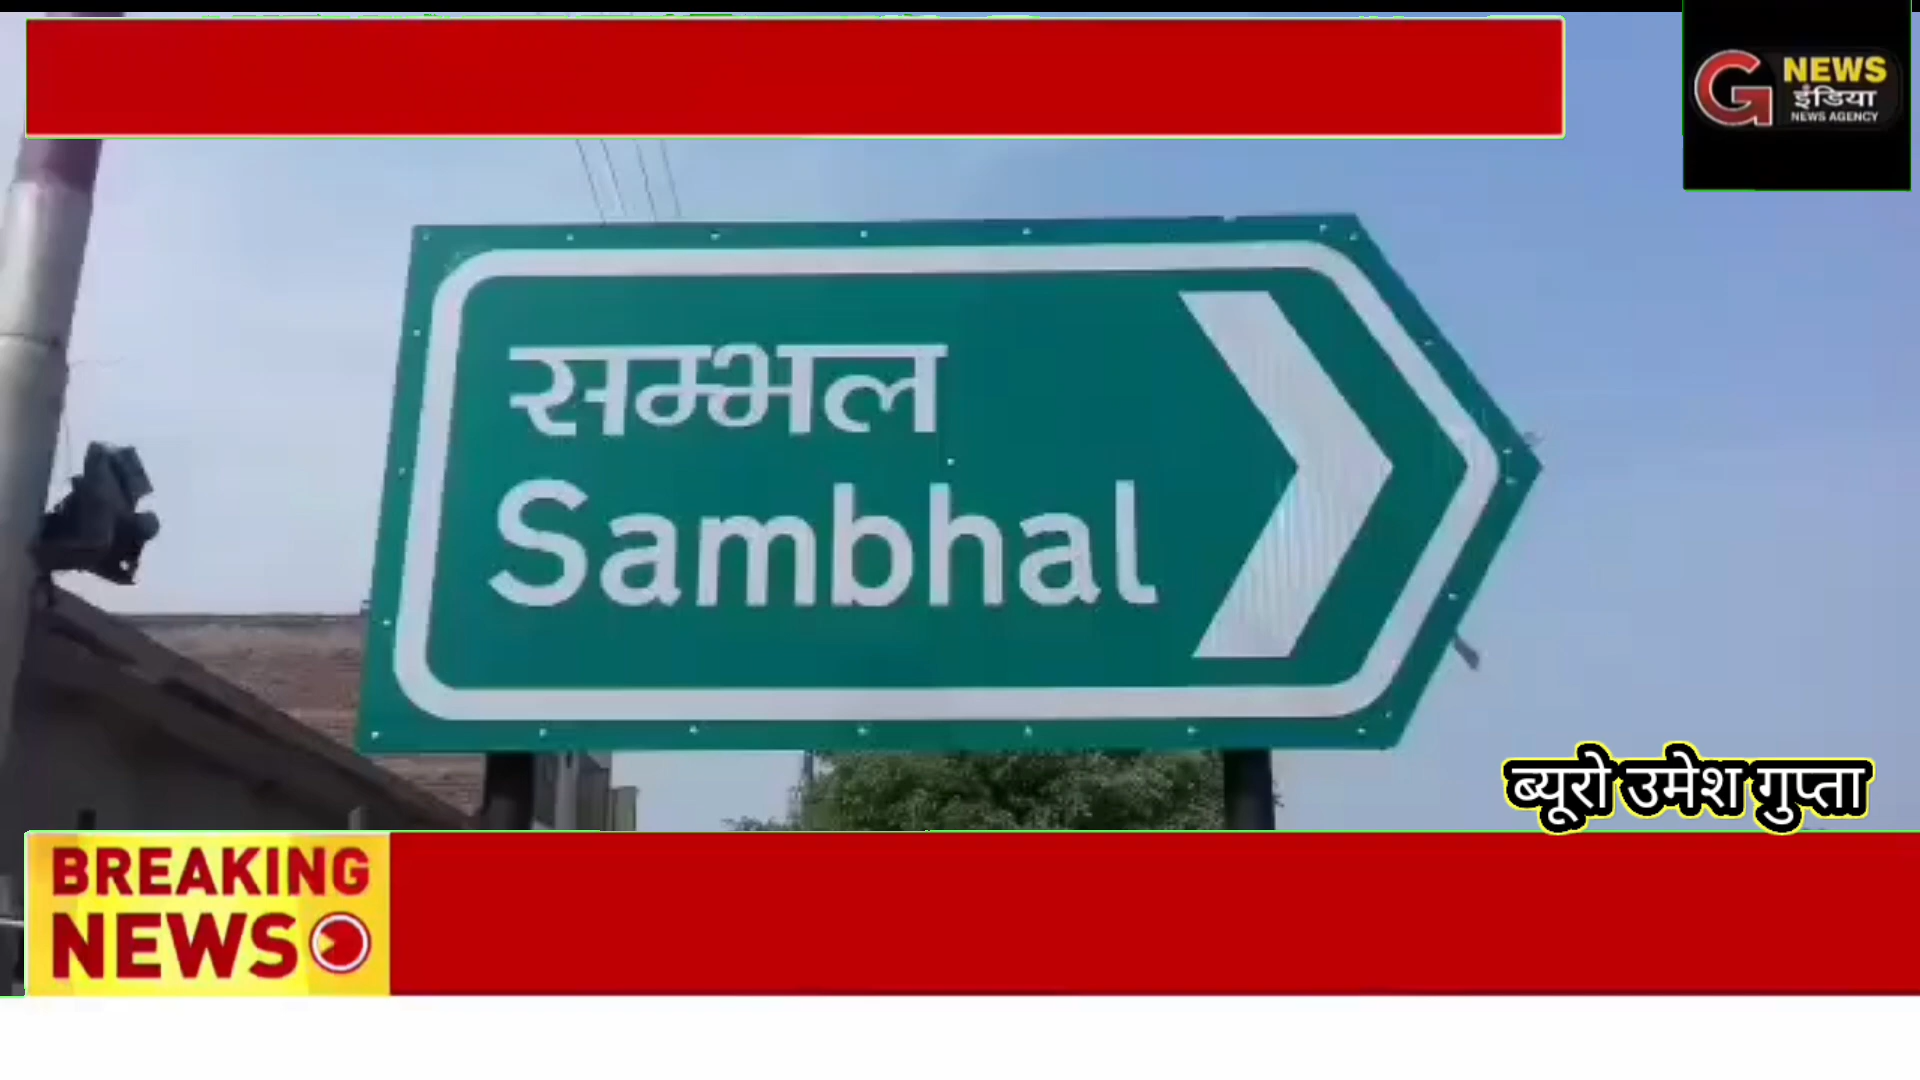 G NEWS
इंडिया
NEWS AGENCY
सम्भल
Sambhal
ब्यूरो उमेश गुप्ता
BREAKING
NEWS